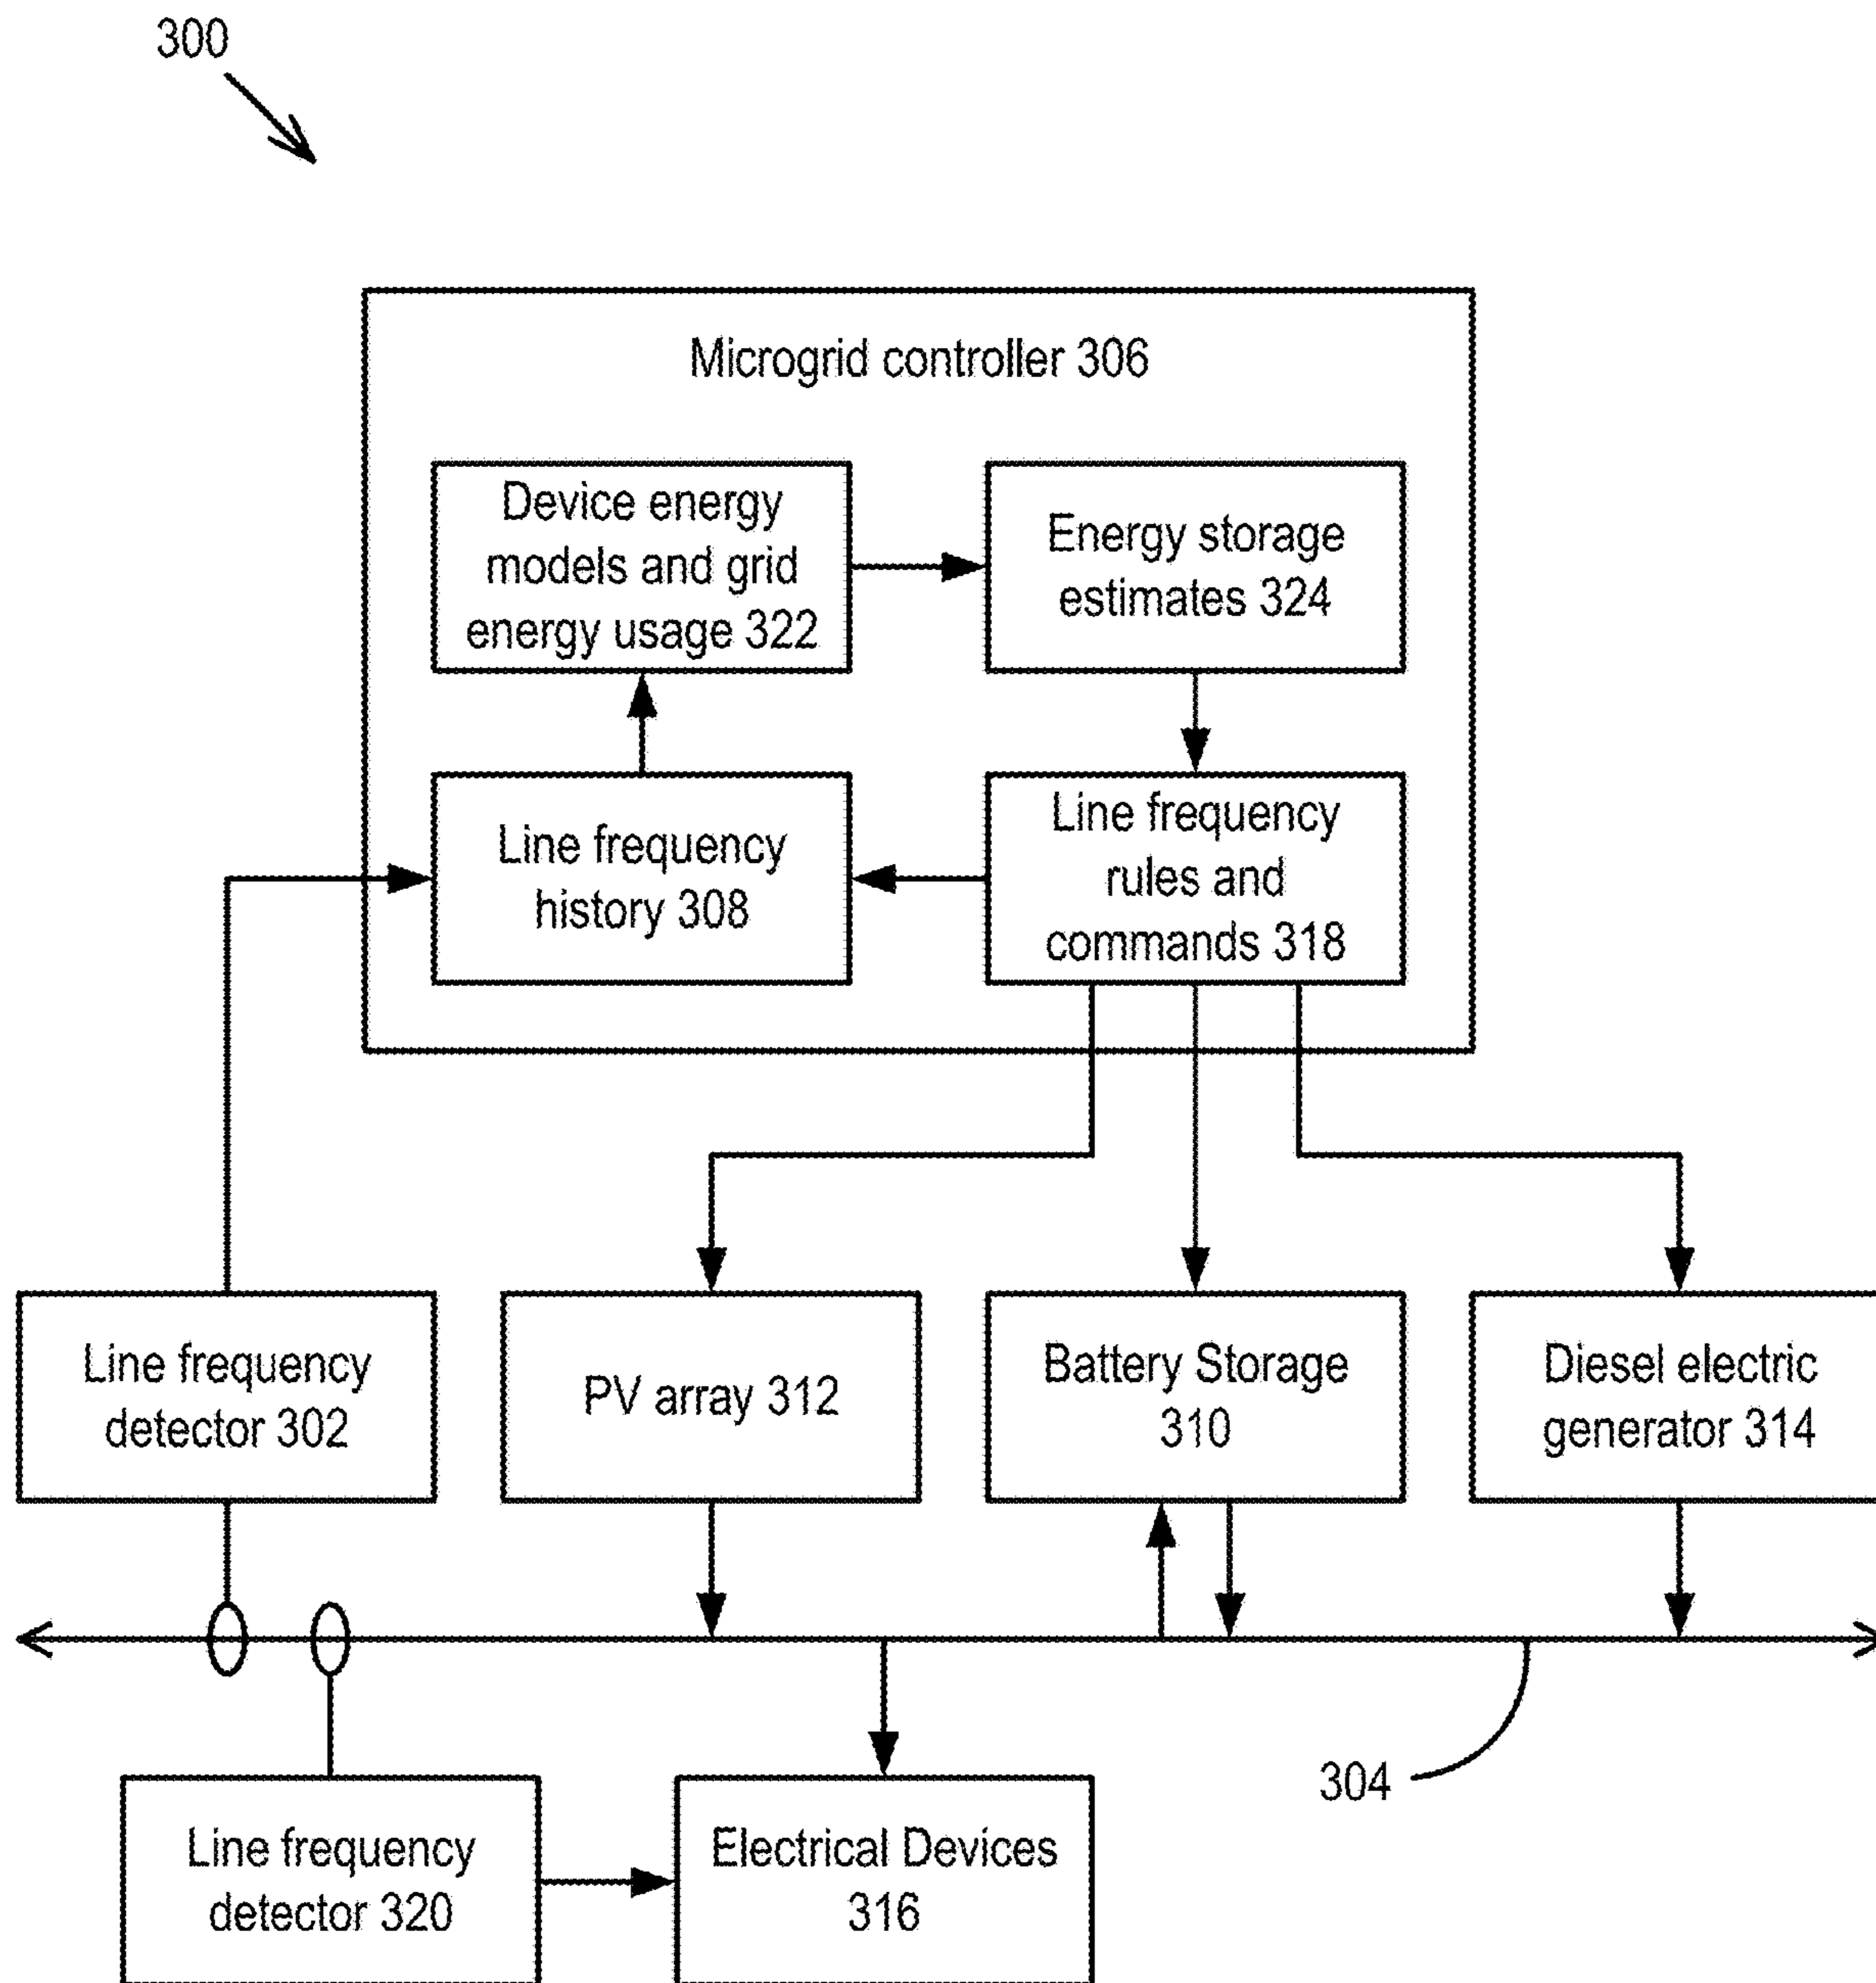 300
Microgrid controller 306
Device energy
models and grid
energy usage 322
Energy storage
estimates 324
Line frequency
history 308
Line frequency
rules and
commands 318
Line frequency
detector 302
PV array 312
Battery Storage
310
Diesel electric
generator 314
304
Line frequency
detector 320
Electrical Devices
316